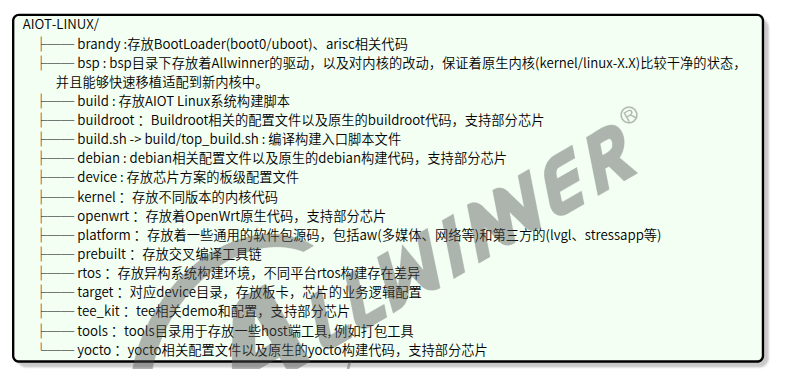 AIOT-LINUX/
├── brandy :存放BootLoader(boot0/uboot)、arisc相关代码
├── bsp : bsp目录下存放着Allwinner的驱动，以及对内核的改动，保证着原生内核(kernel/linux-X.X)比较干净的状态，
并且能够快速移植适配到新内核中。
├── build : 存放AIOT Linux系统构建脚本
├── buildroot： Buildroot相关的配置文件以及原生的buildroot代码，支持部分芯片
├── build.sh -> build/top_build.sh : 编译构建入口脚本文件
├── debian : debian相关配置文件以及原生的debian构建代码，支持部分芯片
├── device : 存放芯片方案的板级配置文件
├── kernel： 存放不同版本的内核代码
├── openwrt： 存放着OpenWrt原生代码，支持部分芯片
├── platform： 存放着一些通用的软件包源码，包括aw(多媒体、网络等)和第三方的(lvgl、stressapp等)
├── prebuilt： 存放交叉编译工具链
├── rtos： 存放异构系统构建环境，不同平台rtos构建存在差异
├── target： 对应device目录，存放板卡，芯片的业务逻辑配置
├── tee_kit： tee相关demo和配置，支持部分芯片
├── tools： tools目录用于存放一些host端工具, 例如打包工具
└── yocto： yocto相关配置文件以及原生的yocto构建代码，支持部分芯片
ALLWINNER®